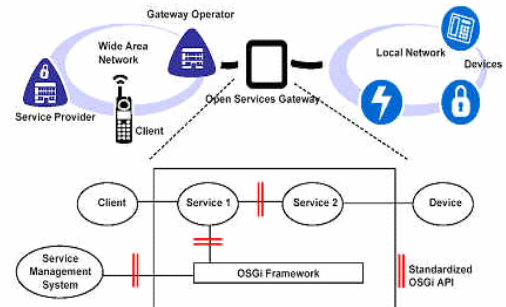 Gateway Operator
Wide Area
Network
Local Network
Devices
Open Services Gateway
Service Provider
Client
Client
Service 1
Service 2
Device
Service
Management
System
OSGi Framework
Standardized
OSGi API